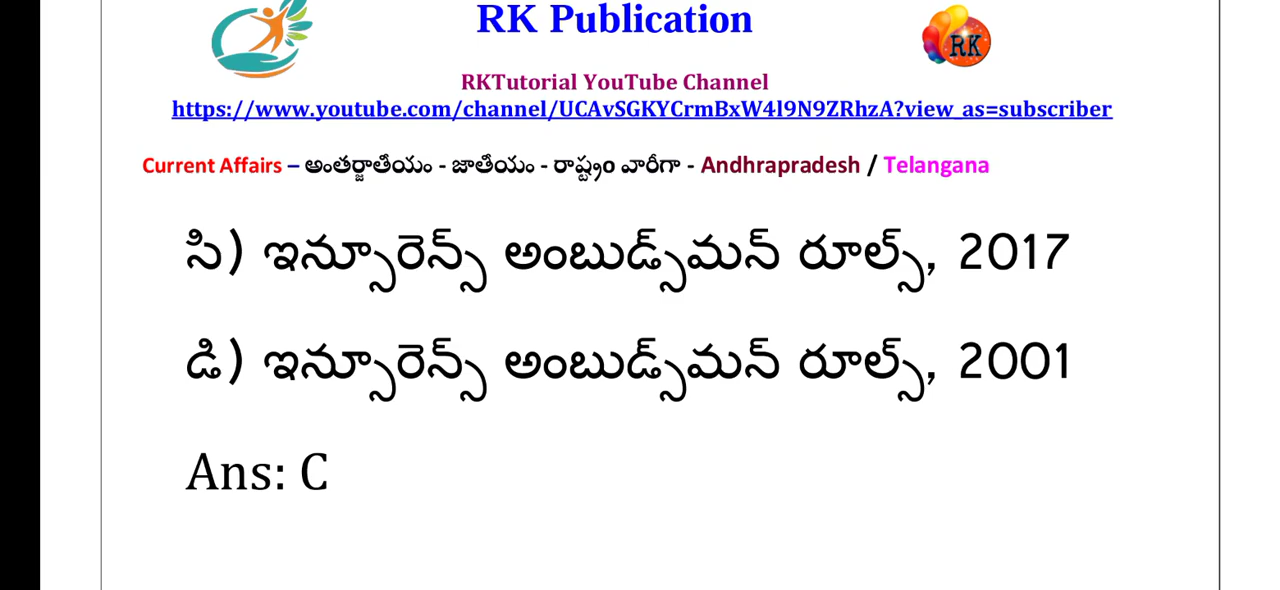 RK Publication
RK
RKTutorial YouTube Channel
https://www.youtube.com/channel/UCAvSGKYCrmBxW4l9N9ZRhzA?view_as=subscriber
Current Affairs – అంతర్జాతీయం - జాతీయం - రాష్ట్రం వారీగా - Andhrapradesh / Telangana
సి) ఇన్సూరెన్స్ అంబుడ్స్‌మన్ రూల్స్, 2017
డి) ఇన్సూరెన్స్ అంబుడ్స్‌మన్ రూల్స్, 2001
Ans: C